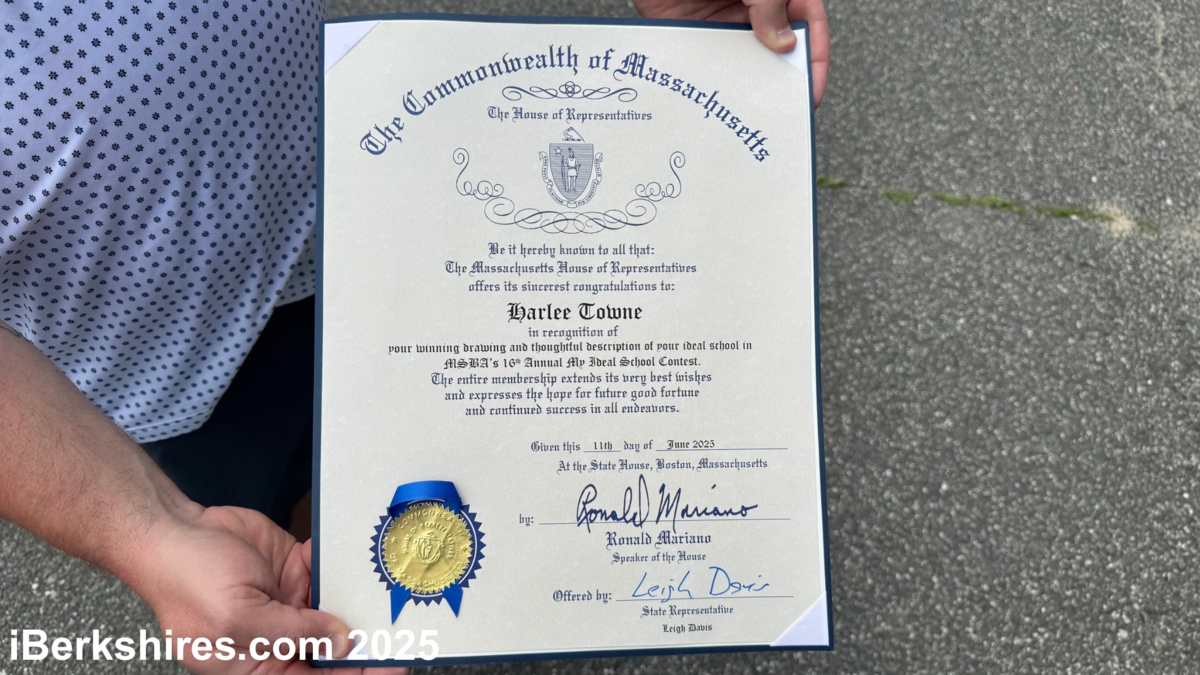 The Commonwealth of Massachusetts
The House of Representatives
Be it hereby known to all that:
The Massachusetts House of Representatives
offers its sincerest congratulations to:
Harlee Towne
in recognition of
your winning drawing and thoughtful description of your ideal school in
MSBA's 16th Annual My Ideal School Contest.
The entire membership extends its very best wishes
and expresses the hope for future good fortune
and continued success in all endeavors.
Given this 11th day of June 2025
At the State House, Boston, Massachusetts
by: Ronald Mariano
Ronald Mariano
Speaker of the House
Offered by: Leigh Davis
State Representative
Leigh Davis
iBerkshires.com 2025